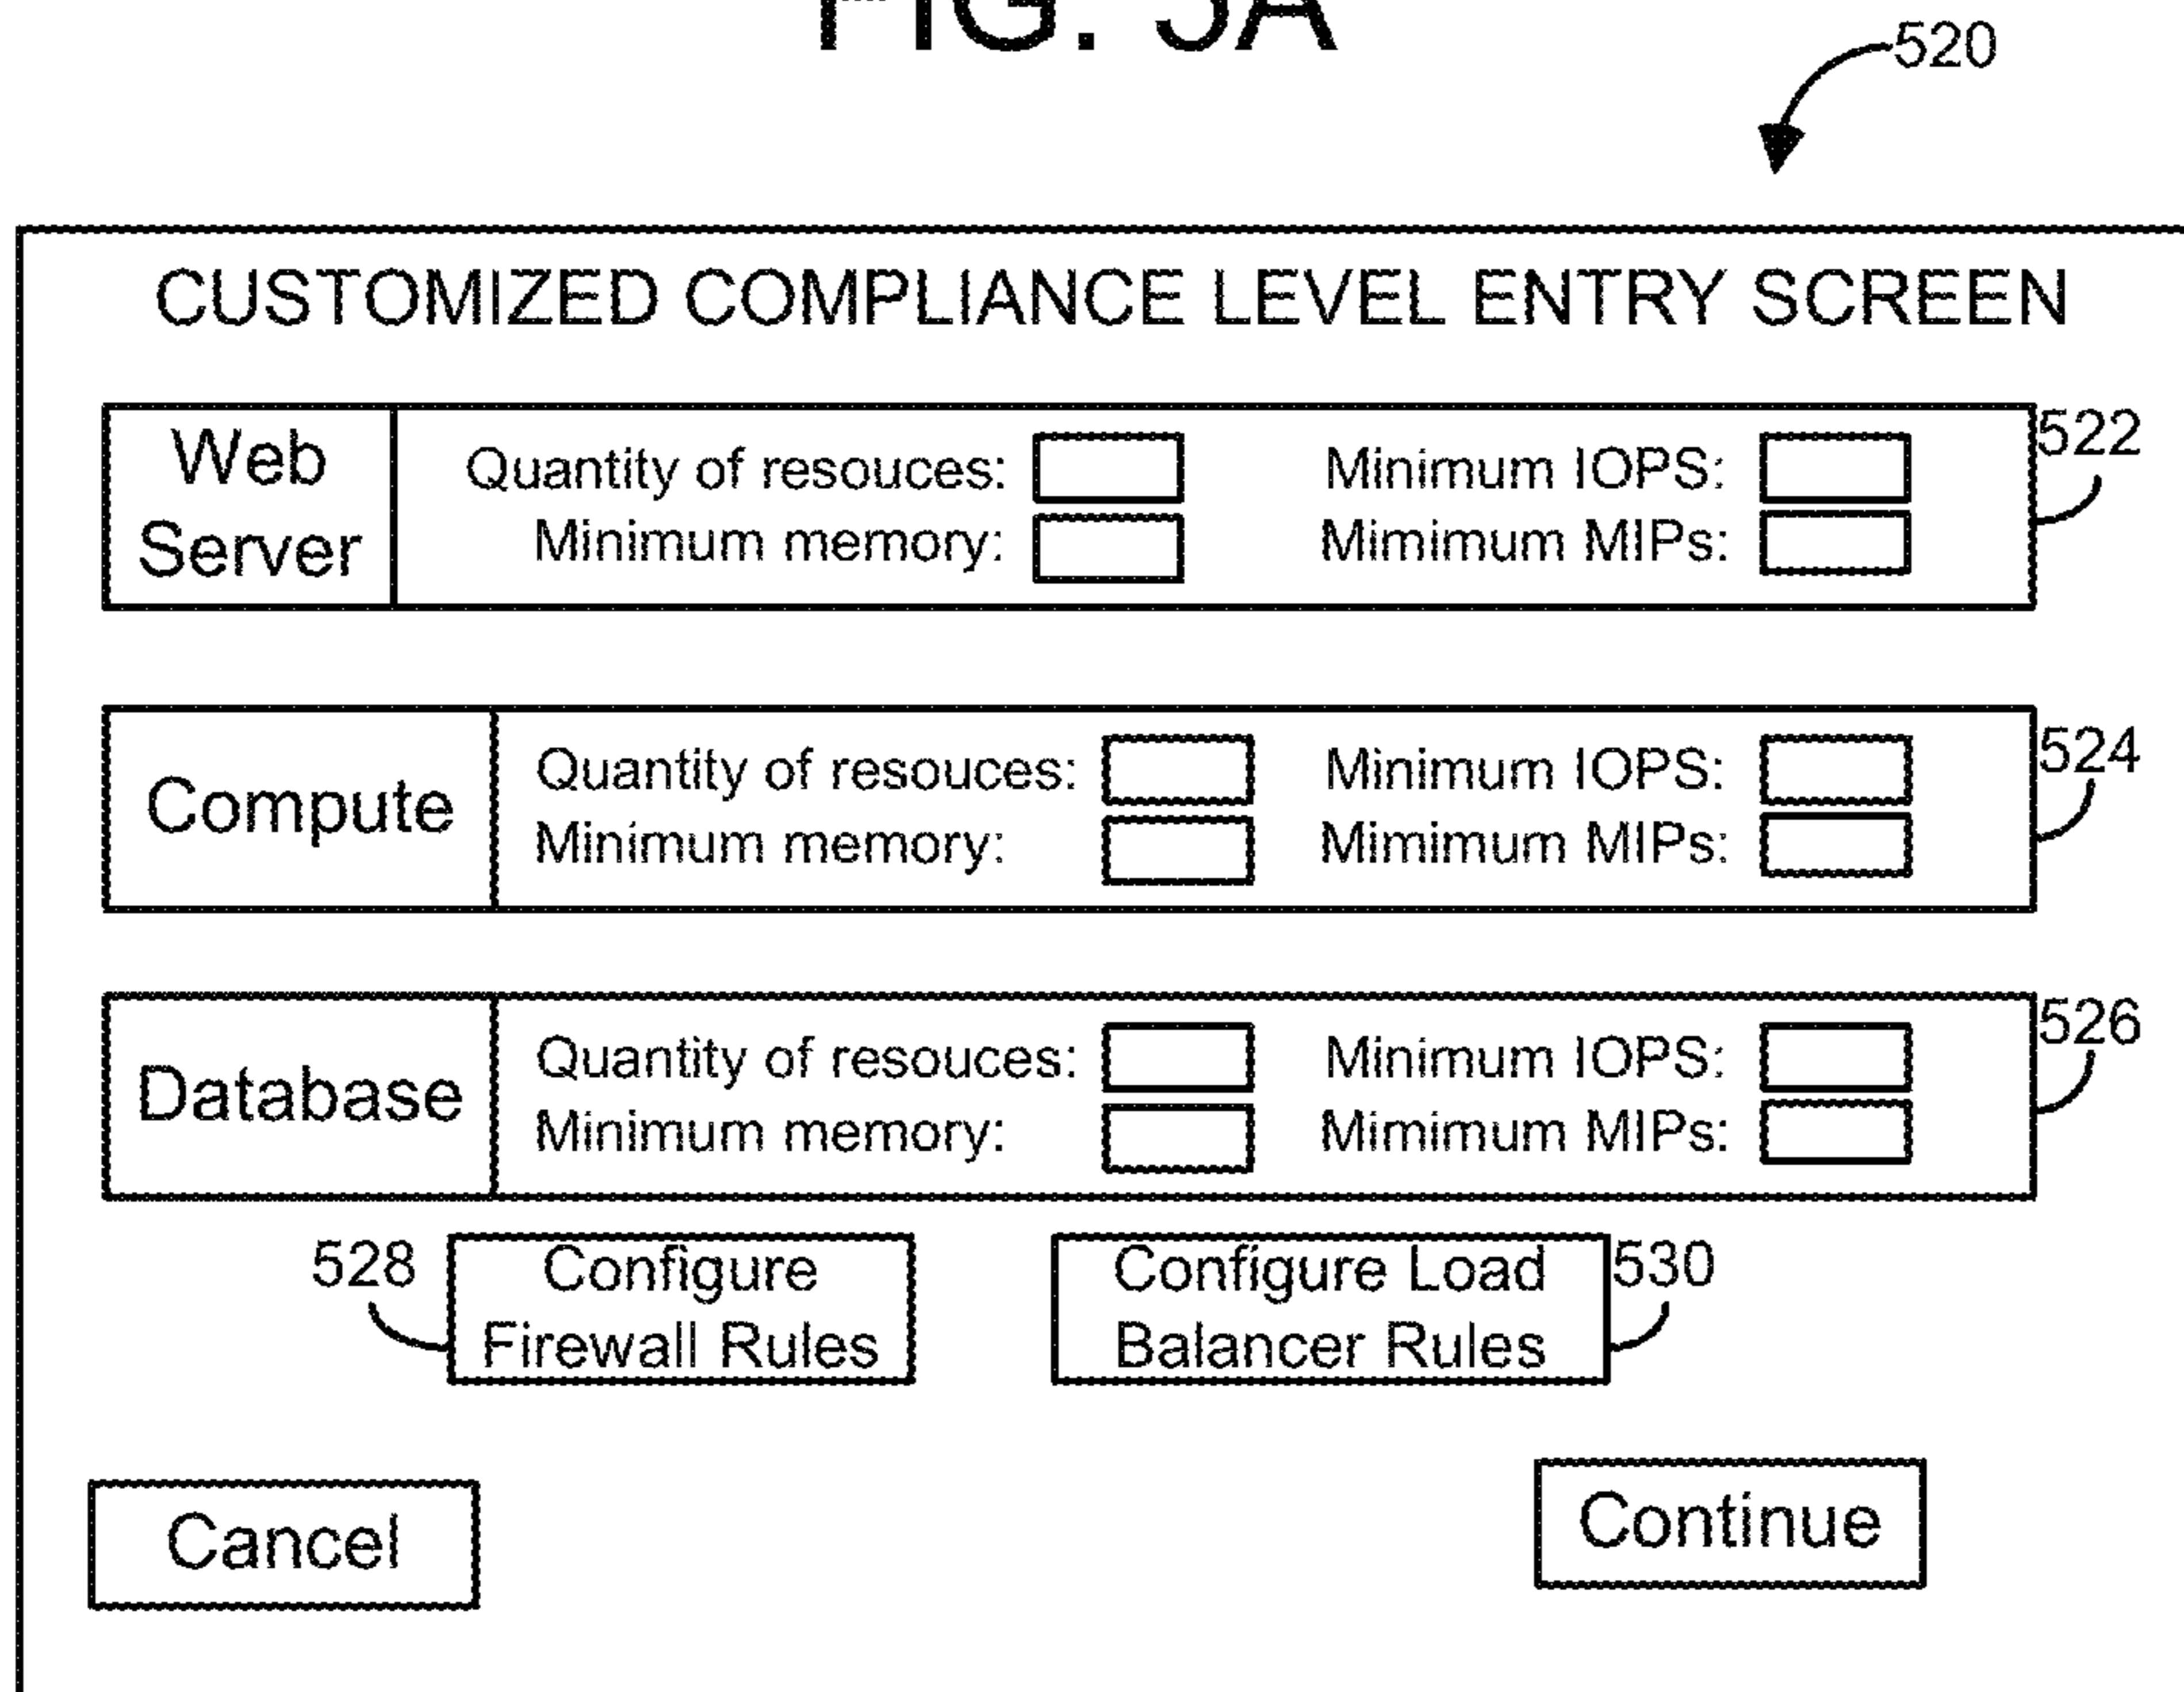 FIG. 5A
520
CUSTOMIZED COMPLIANCE LEVEL ENTRY SCREEN
Web
Server
Quantity of resouces:
Minimum IOPS:
522
Minimum memory:
Mimimum MIPs:
Compute
Quantity of resouces:
Minimum IOPS:
524
Minimum memory:
Mimimum MIPs:
Database
Quantity of resouces:
Minimum IOPS:
526
Minimum memory:
Mimimum MIPs:
528
Configure
Firewall Rules
Configure Load
Balancer Rules
530
Cancel
Continue